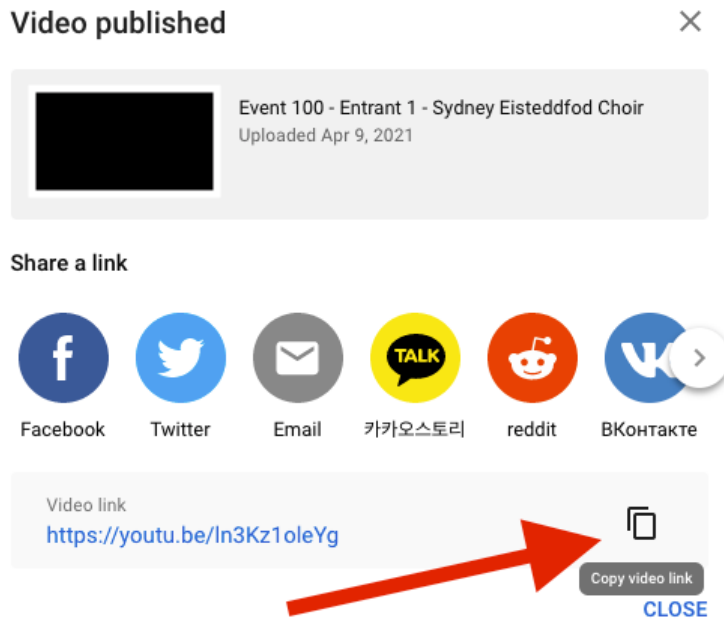 Video published
Event 100 - Entrant 1 - Sydney Eisteddfod Choir
Uploaded Apr 9, 2021
Share a link
TALK
Facebook
Twitter
Email
카카오스토리
reddit
ВКонтакте
Video link
https://youtu.be/ln3Kz1oleYg
Copy video link
CLOSE